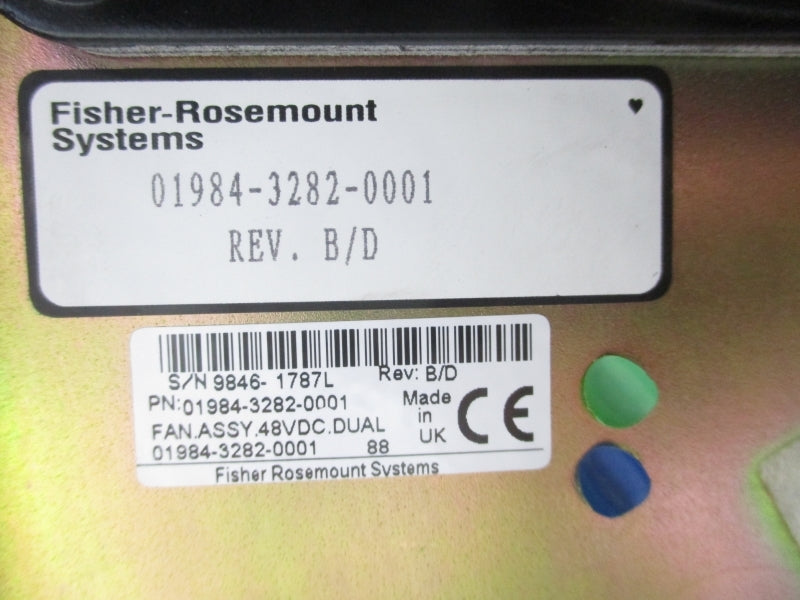 Fisher-Rosemount
Systems
♥
01984-3282-0001
REV. B/D
S/N 9846- 1787L Rev: B/D
PN:01984-3282-0001 Made
in
FAN.ASSY.48VDC.DUAL UK
01984-3282-0001 88
CE
Fisher Rosemount Systems